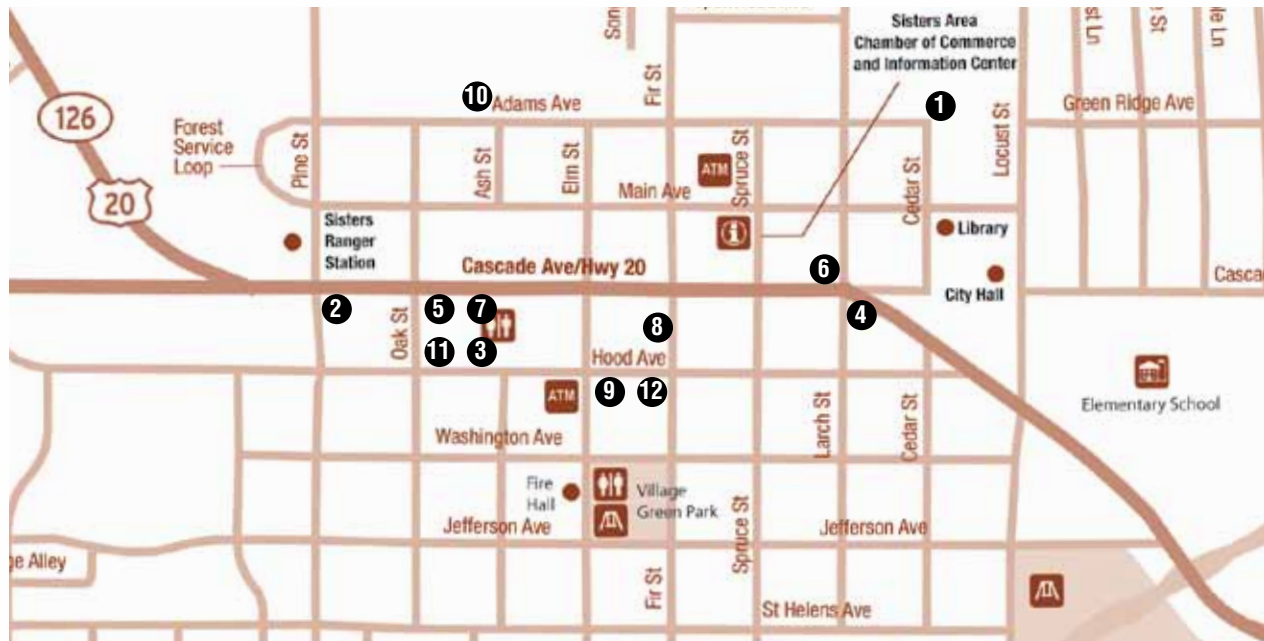 Sisters Area
Chamber of Commerce
and Information Center
Fir St
10
Adams Ave
1
Green Ridge Ave
126
Forest
Service
Loop
Pine St
Ash St
Elm St
ATM
Spruce St
Locust St
Main Ave
Cedar St
20
Sisters
Ranger
Station
Library
Cascade Ave/Hwy 20
6
City Hall
2
Oak St
5
7
8
4
11
3
Hood Ave
ATM
9
12
Elementary School
Larch St
Cedar St
Washington Ave
Fire
Hall
Village
Green Park
Jefferson Ave
Spruce St
Jefferson Ave
Alley
Fir St
St Helens Ave